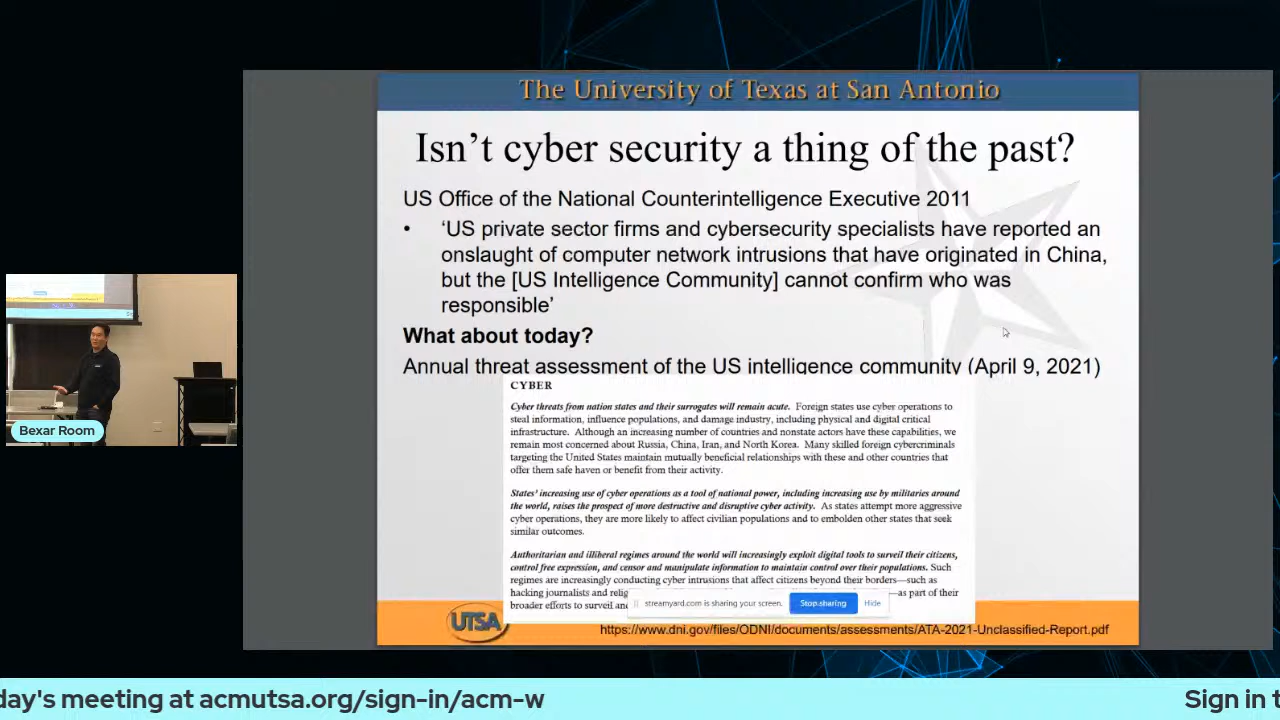 The University of Texas at San Antonio
Isn't cyber security a thing of the past?
US Office of the National Counterintelligence Executive 2011
• 'US private sector firms and cybersecurity specialists have reported an
onslaught of computer network intrusions that have originated in China,
but the [US Intelligence Community] cannot confirm who was
responsible'
What about today?
Annual threat assessment of the US intelligence community (April 9, 2021)
CYBER
Cyber threats from nation states and their surrogates will remain acute. Foreign states use cyber operations to
steal information, influence populations, and damage industry, including physical and digital critical
infrastructure. Although an increasing number of countries and nonstate actors have these capabilities, we
remain most concerned about Russia, China, Iran, and North Korea. Many skilled foreign cybercriminals
targeting the United States maintain mutually beneficial relationships with these and other countries that
offer them safe haven or benefit from their activity.
States' increasing use of cyber operations as a tool of national power, including increasing use by militaries around
the world, raises the prospect of more destructive and disruptive cyber activity. As states attempt more aggressive
cyber operations, they are more likely to affect civilian populations and to embolden other states that seek
similar outcomes.
Authoritarian and illiberal regimes around the world will increasingly exploit digital tools to surveil their citizens,
control free expression, and censor and manipulate information to maintain control over their populations. Such
regimes are increasingly conducting cyber intrusions that affect citizens beyond their borders—such as
hacking journalists and —as part of their
broader efforts to surveil
streamyard.com is sharing your screen. Stop sharing Hide
UTSA
https://www.dni.gov/files/ODNI/documents/assessments/ATA-2021-Unclassified-Report.pdf
Bexar Room
day's meeting at acmutsa.org/sign-in/acm-w
Sign in t